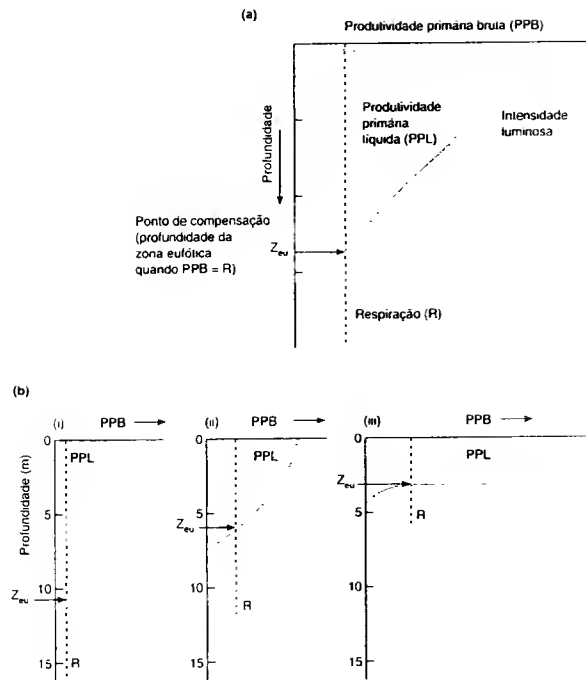 (a)
Produtividade primária bruta (PPB)
Profundidade
Produtividade
primária
líquida (PPL)
Intensidade
luminosa
Ponto de compensação
(profundidade da
zona eufótica
quando PPB = R)
Zeu
Respiração (R)
(b)
(i)
PPB
(ii)
PPB
(iii)
PPB
0
5
10
15
Profundidade (m)
PPL
Zeu
R
0
5
10
15
PPL
Zeu
R
0
5
10
15
PPL
Zeu
R